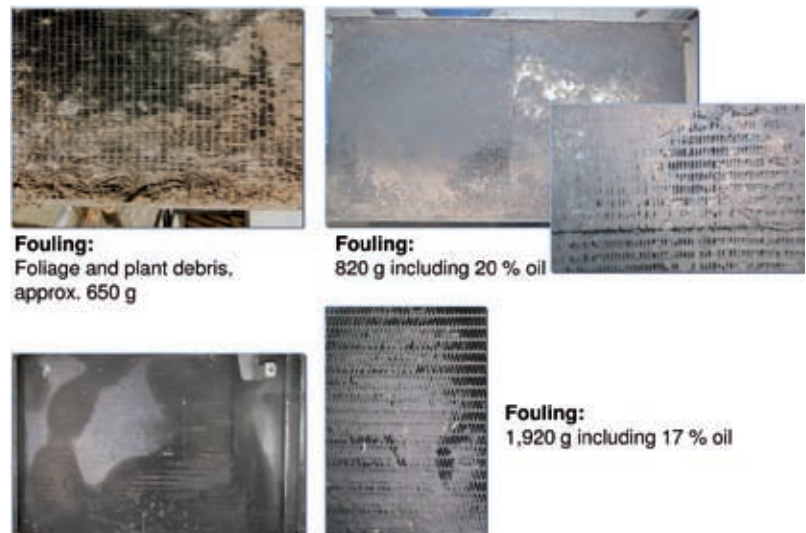 Fouling:
Foliage and plant debris,
approx. 650 g
Fouling:
820 g including 20 % oil
Fouling:
1,920 g including 17 % oil